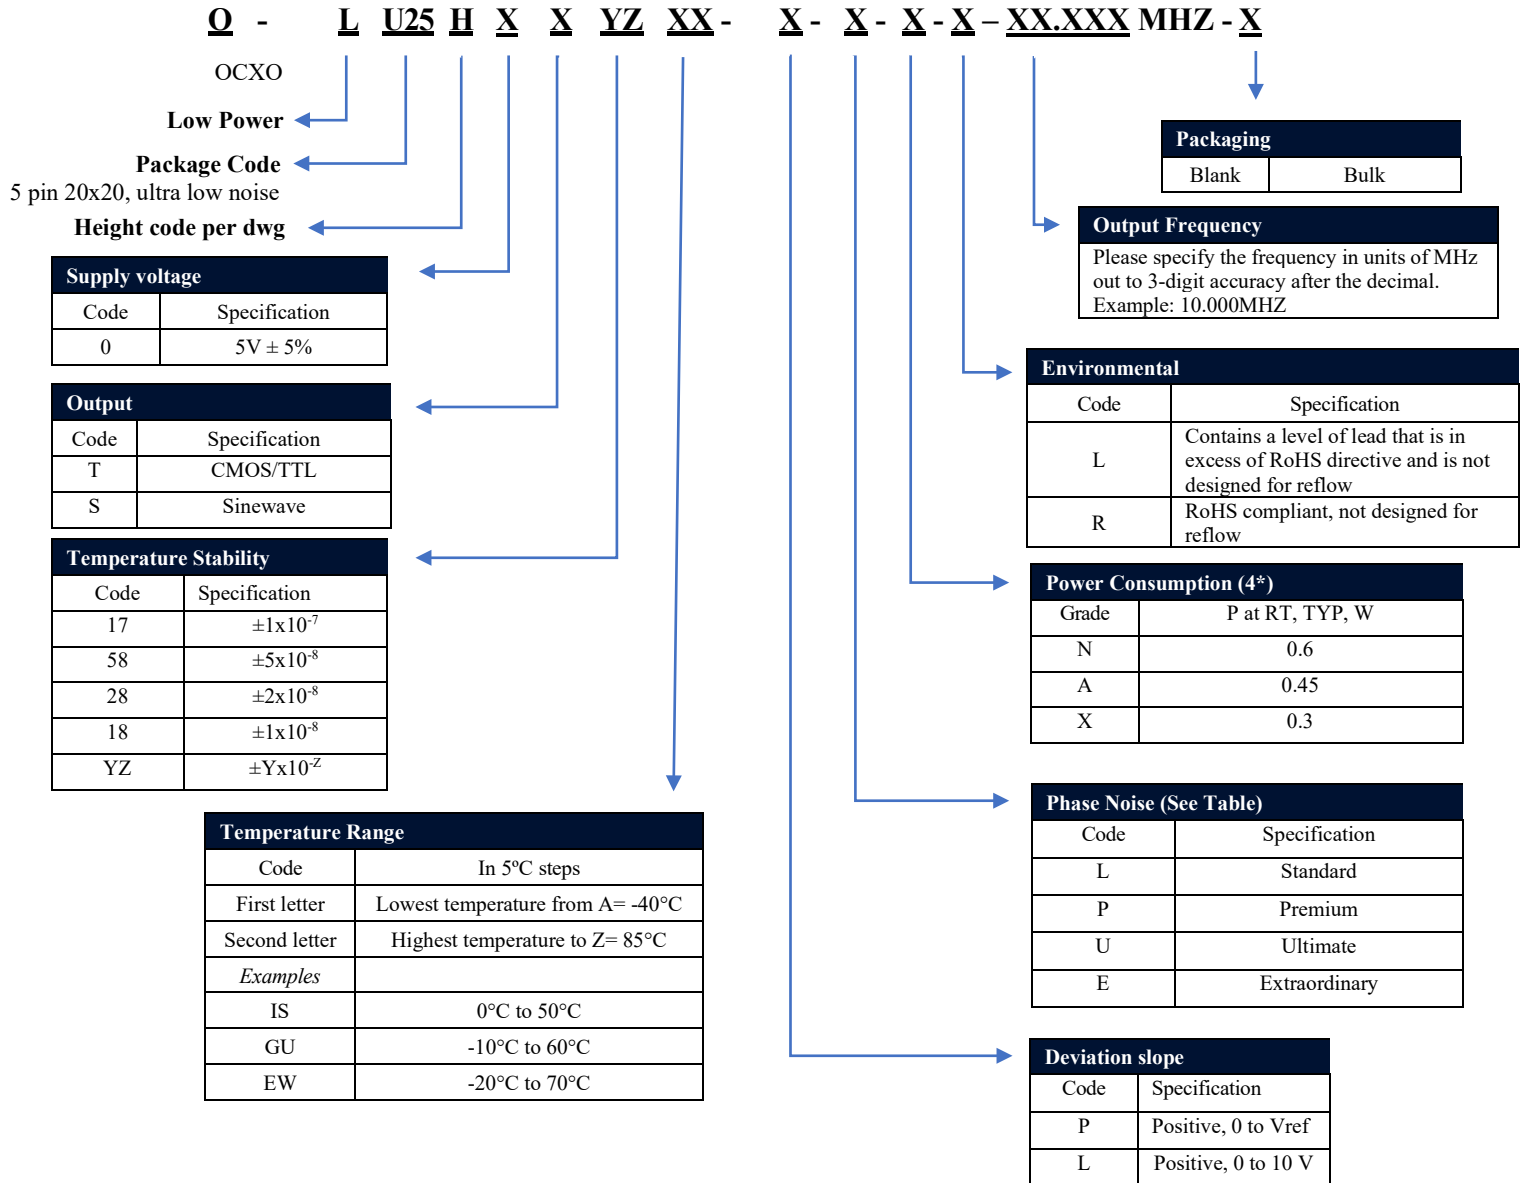 O - L U25 H X X YZ XX - X - X - X - X – XX.XXX MHZ - X
OCXO
Low Power
Package Code
5 pin 20x20, ultra low noise
Height code per dwg
Supply voltage
Code Specification
0 5V ± 5%
Output
Code Specification
T CMOS/TTL
S Sinewave
Temperature Stability
Code Specification
17 ±1x10⁻⁷
58 ±5x10⁻⁸
28 ±2x10⁻⁸
18 ±1x10⁻⁸
YZ ±Yx10⁻ᶻ
Temperature Range
Code In 5ºC steps
First letter Lowest temperature from A= -40°C
Second letter Highest temperature to Z= 85°C
Examples
IS 0°C to 50°C
GU -10°C to 60°C
EW -20°C to 70°C
Packaging
Blank Bulk
Output Frequency
Please specify the frequency in units of MHz
out to 3-digit accuracy after the decimal.
Example: 10.000MHZ
Environmental
Code Specification
L Contains a level of lead that is in
excess of RoHS directive and is not
designed for reflow
R RoHS compliant, not designed for
reflow
Power Consumption (4*)
Grade P at RT, TYP, W
N 0.6
A 0.45
X 0.3
Phase Noise (See Table)
Code Specification
L Standard
P Premium
U Ultimate
E Extraordinary
Deviation slope
Code Specification
P Positive, 0 to Vref
L Positive, 0 to 10 V